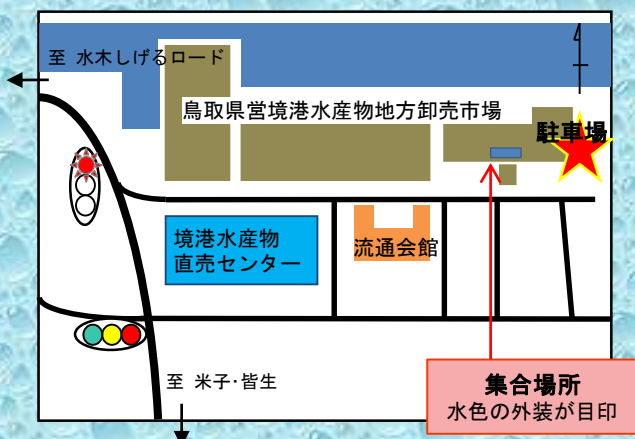 至 水木しげるロード
鳥取県営境港水産物地方卸売市場
駐車場
境港水産物
直売センター
流通会館
至 米子・皆生
集合場所
水色の外装が目印